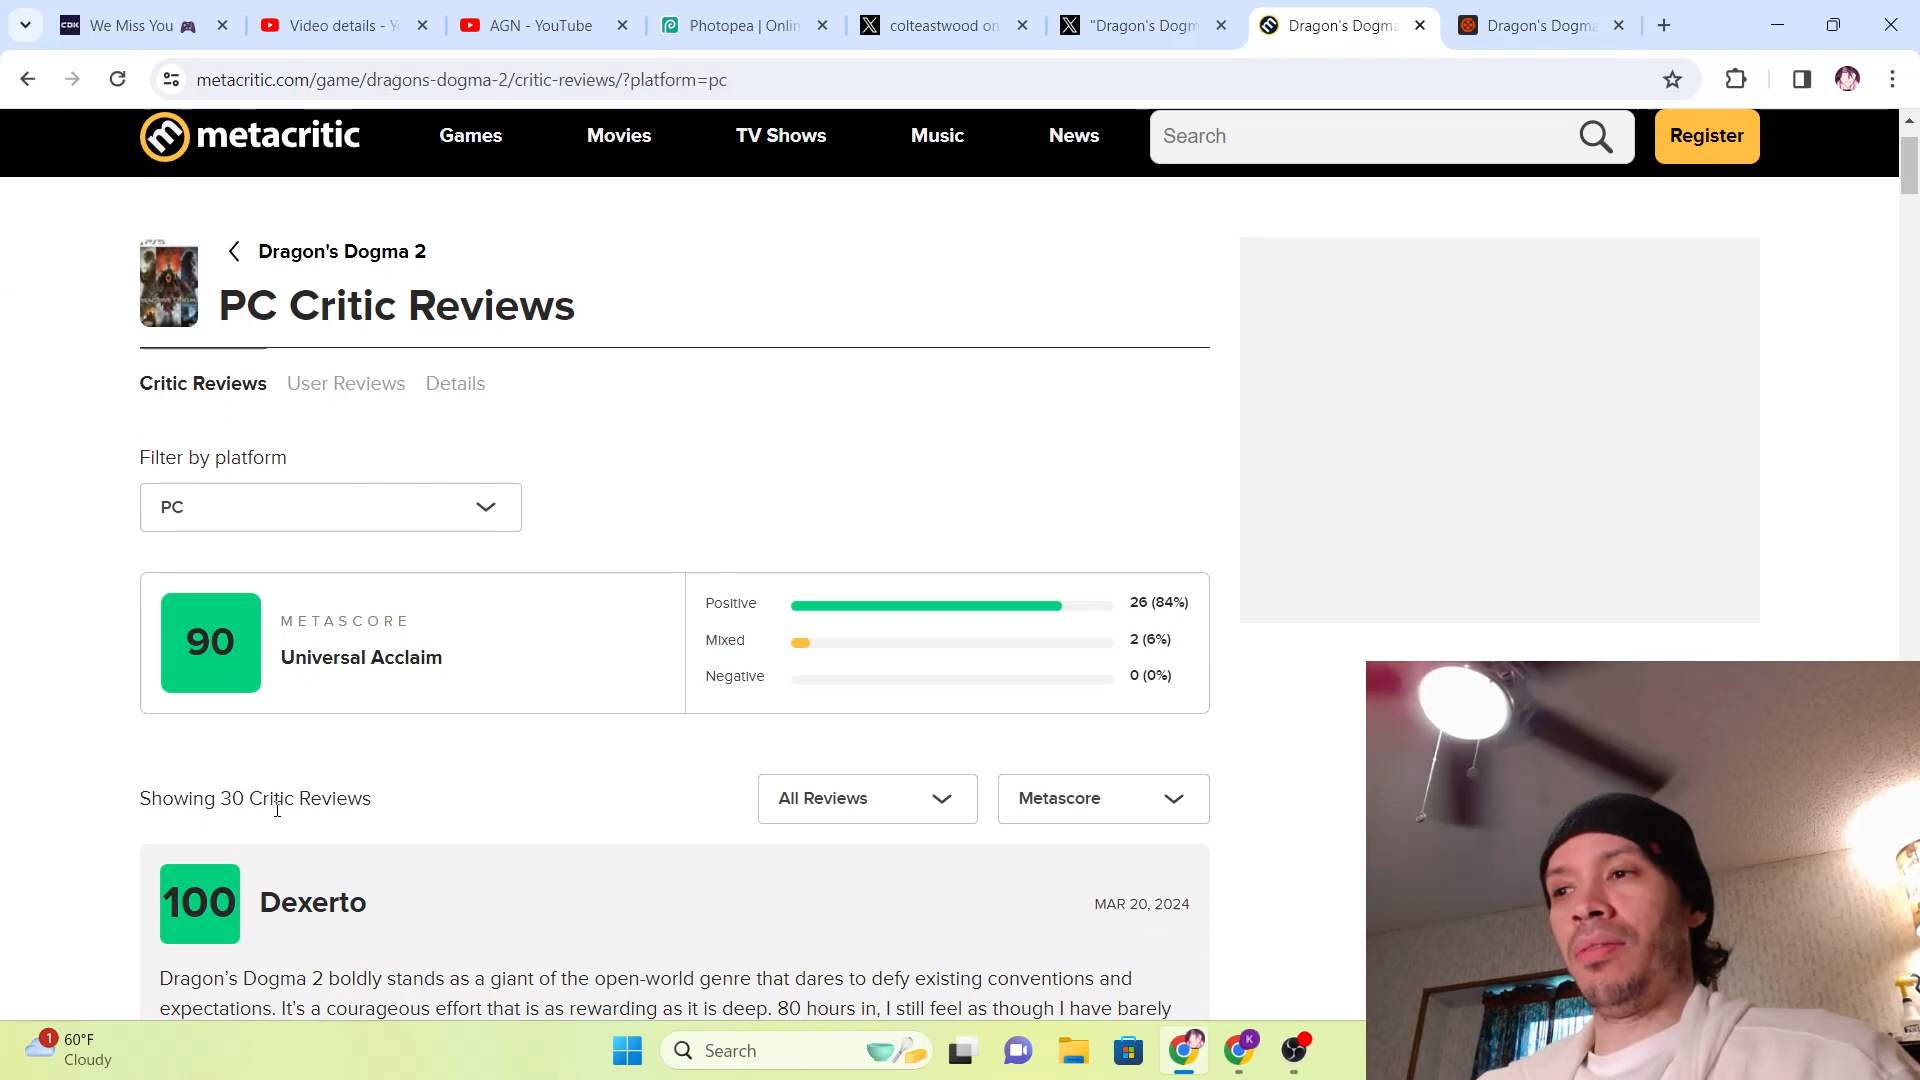 CDK We Miss You 🎮
Video details - Y
AGN - YouTube
Photopea | Onlin
colteastwood on
"Dragon's Dogm
Dragon's Dogma
Dragon's Dogma
metacritic.com/game/dragons-dogma-2/critic-reviews/?platform=pc
metacritic
Games
Movies
TV Shows
Music
News
Search
Register
Dragon's Dogma 2
PC Critic Reviews
Critic Reviews
User Reviews
Details
Filter by platform
PC
90
METASCORE
Universal Acclaim
Positive
26 (84%)
Mixed
2 (6%)
Negative
0 (0%)
Showing 30 Critic Reviews
All Reviews
Metascore
100
Dexerto
MAR 20, 2024
Dragon’s Dogma 2 boldly stands as a giant of the open-world genre that dares to defy existing conventions and
expectations. It’s a courageous effort that is as rewarding as it is deep. 80 hours in, I still feel as though I have barely
1
60°F
Cloudy
Search
K